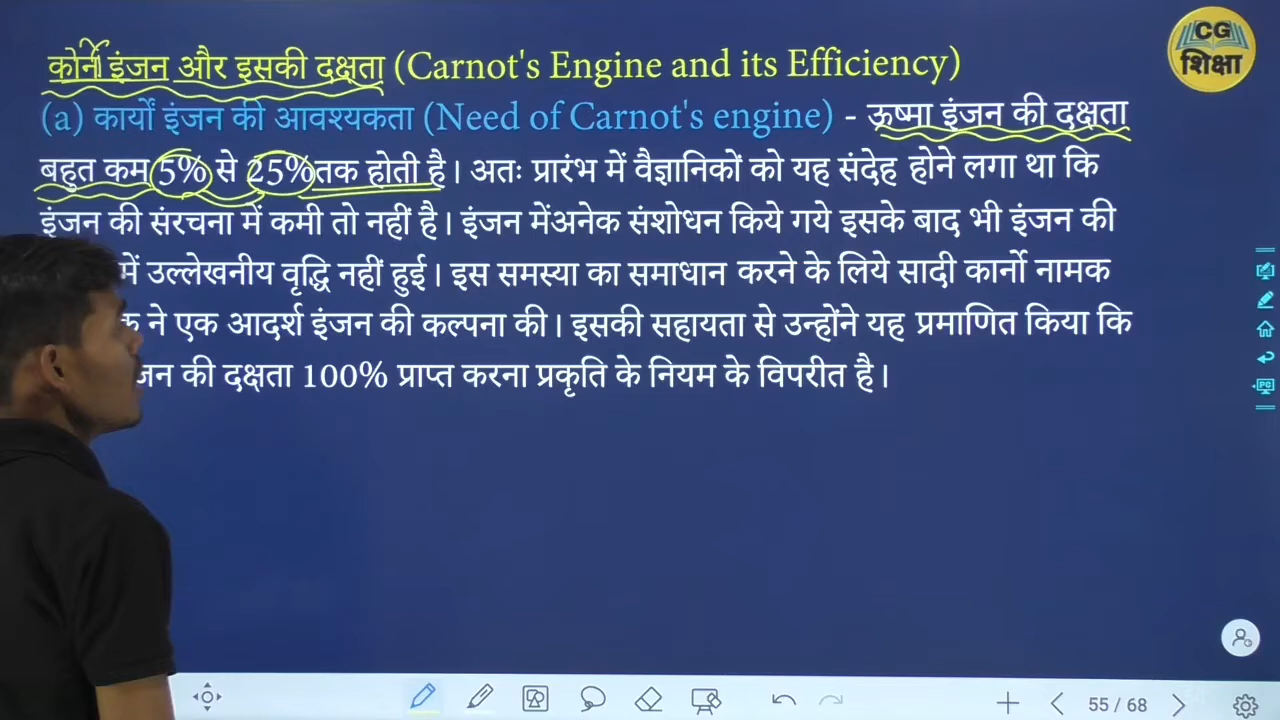 कोर्नो इंजन और इसकी दक्षता (Carnot's Engine and its Efficiency)
CG
शिक्षा
(a) कार्यों इंजन की आवश्यकता (Need of Carnot's engine) - ऊष्मा इंजन की दक्षता
बहुत कम 5% से 25% तक होती है। अतः प्रारंभ में वैज्ञानिकों को यह संदेह होने लगा था कि
इंजन की संरचना में कमी तो नहीं है। इंजन मेंअनेक संशोधन किये गये इसके बाद भी इंजन की
में उल्लेखनीय वृद्धि नहीं हुई। इस समस्या का समाधान करने के लिये सादी कार्नो नामक
ने एक आदर्श इंजन की कल्पना की। इसकी सहायता से उन्होंने यह प्रमाणित किया कि
की दक्षता 100% प्राप्त करना प्रकृति के नियम के विपरीत है।
55 / 68